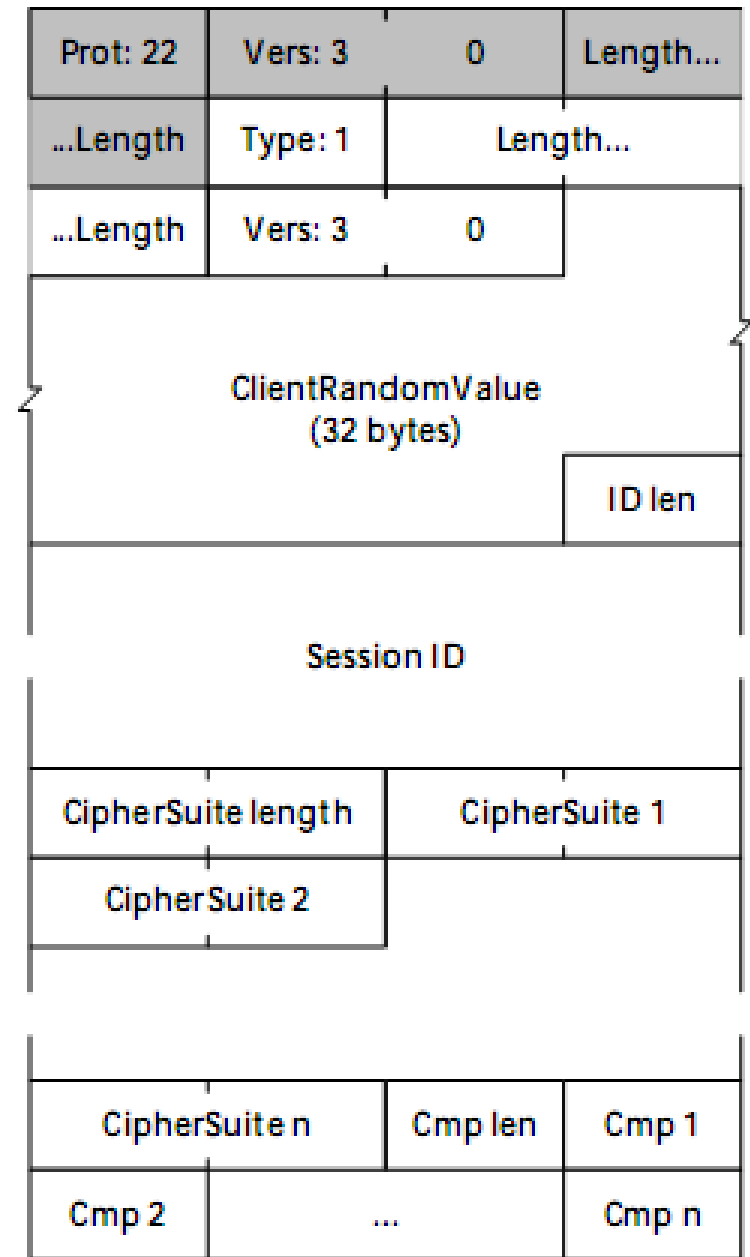 Prot: 22 Vers: 3 0 Length...
...Length Type: 1 Length...
...Length Vers: 3 0
ClientRandomValue
(32 bytes)
ID len
Session ID
CipherSuite length CipherSuite 1
CipherSuite 2
CipherSuite n Cmp len Cmp 1
Cmp 2 ... Cmp n